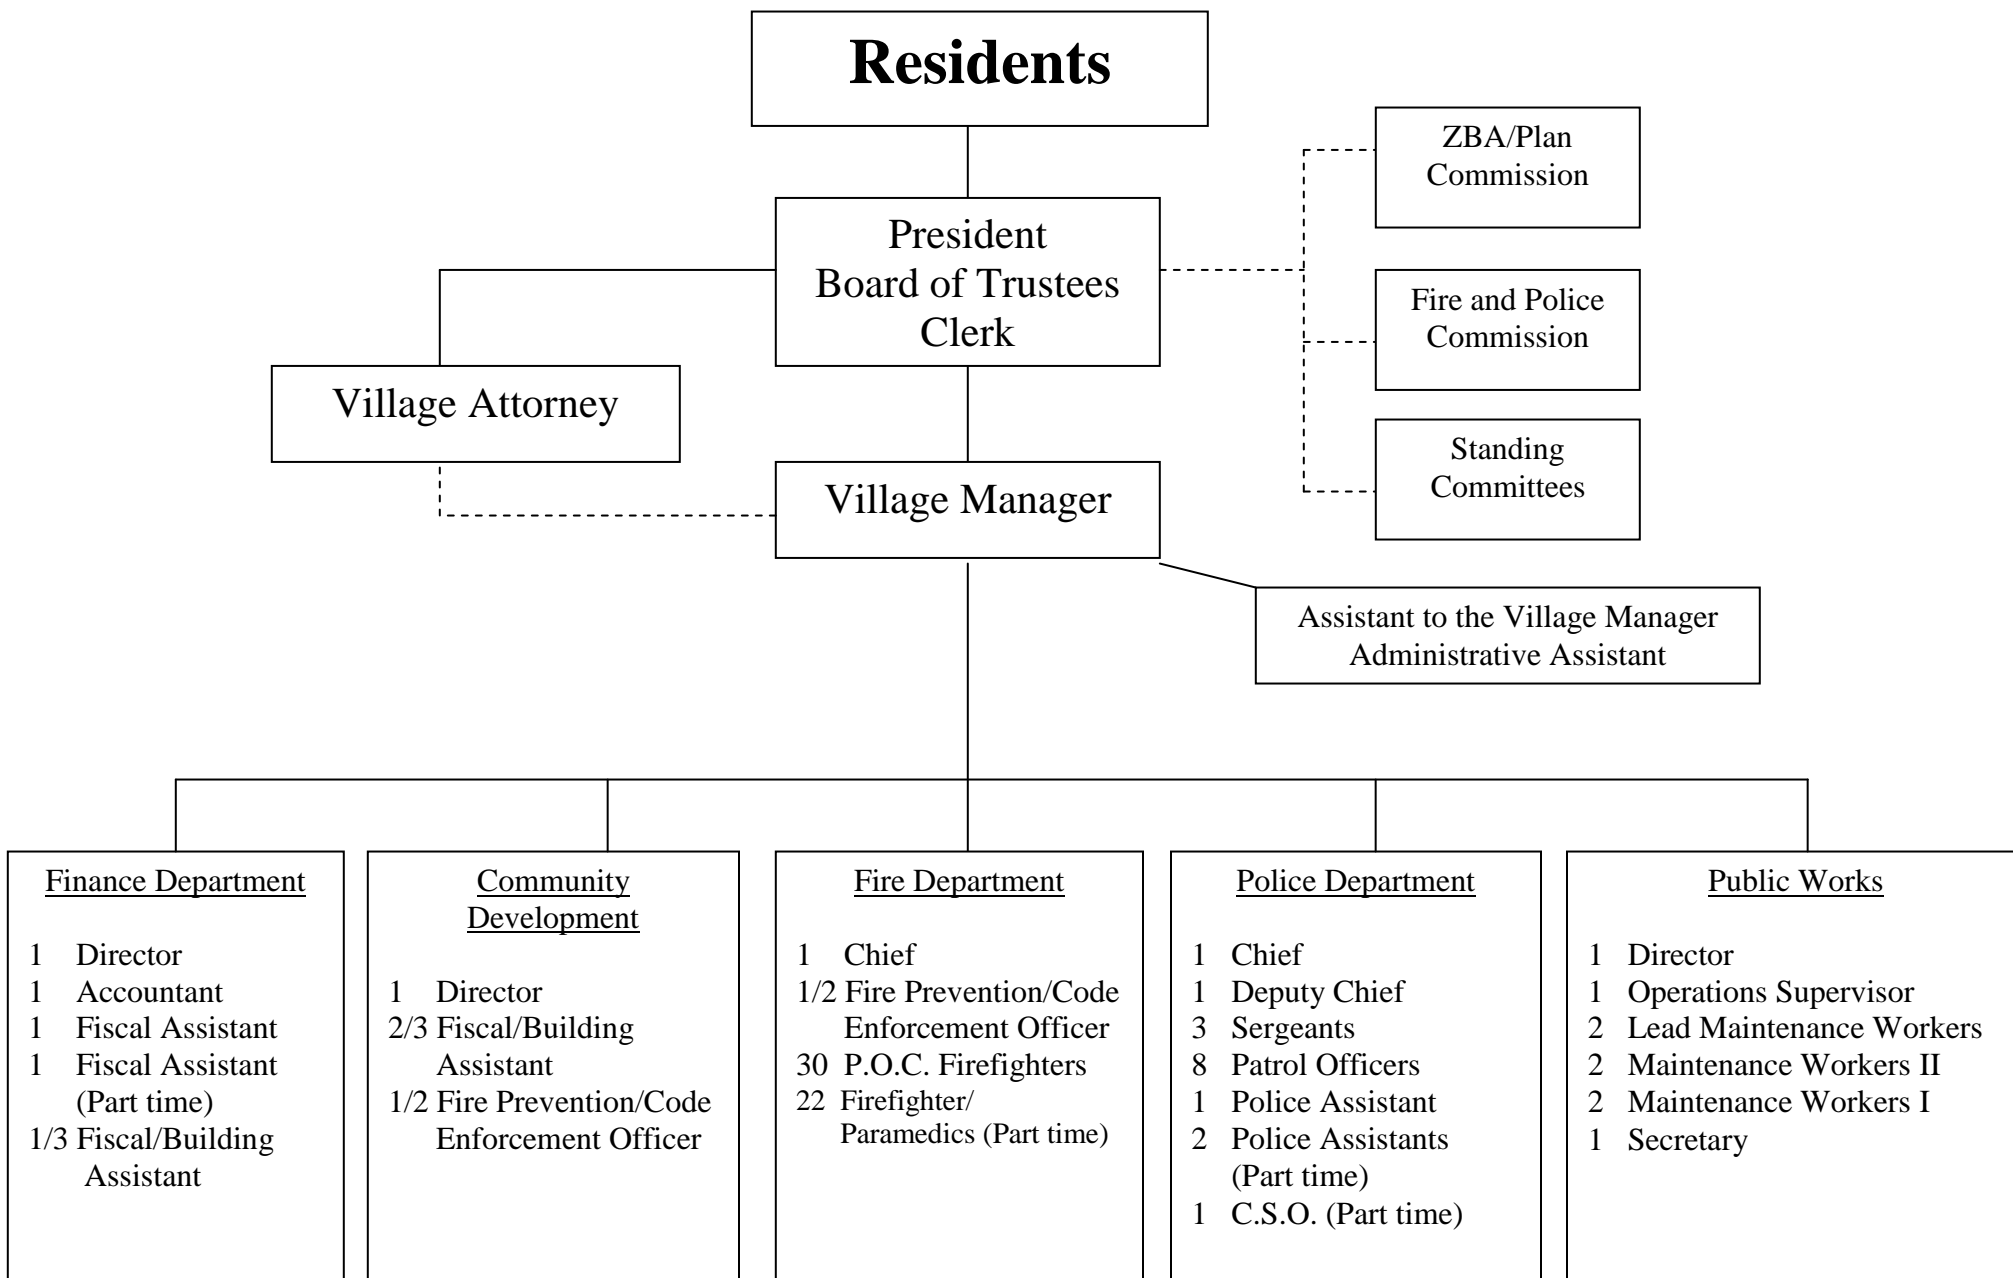 Residents
ZBA/Plan
Commission
President
Board of Trustees
Clerk
Fire and Police
Commission
Village Attorney
Standing
Committees
Village Manager
Assistant to the Village Manager
Administrative Assistant
Finance Department
1 Director
1 Accountant
1 Fiscal Assistant
1 Fiscal Assistant
(Part time)
1/3 Fiscal/Building
Assistant
Community
Development
1 Director
2/3 Fiscal/Building
Assistant
1/2 Fire Prevention/Code
Enforcement Officer
Fire Department
1 Chief
1/2 Fire Prevention/Code
Enforcement Officer
30 P.O.C. Firefighters
22 Firefighter/
Paramedics (Part time)
Police Department
1 Chief
1 Deputy Chief
3 Sergeants
8 Patrol Officers
1 Police Assistant
2 Police Assistants
(Part time)
1 C.S.O. (Part time)
Public Works
1 Director
1 Operations Supervisor
2 Lead Maintenance Workers
2 Maintenance Workers II
2 Maintenance Workers I
1 Secretary